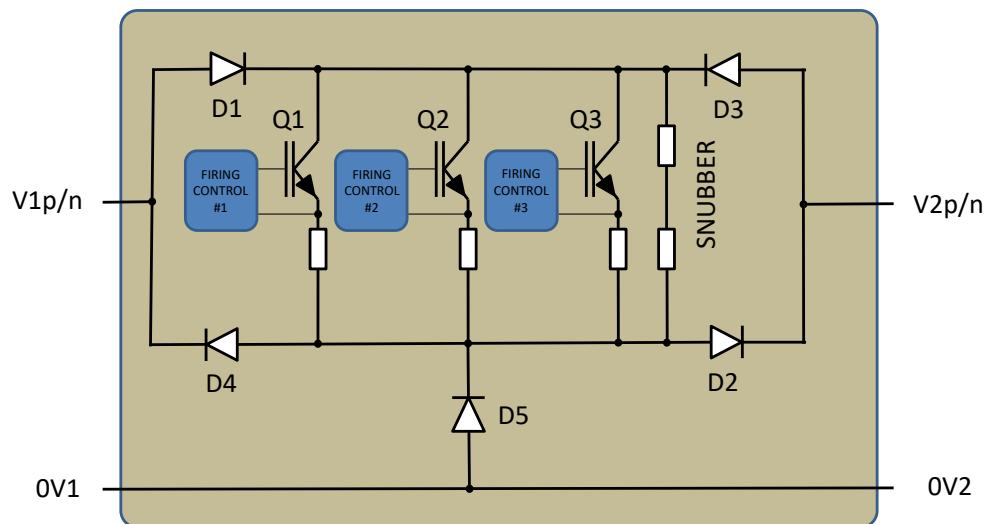 D1
D3
Q1
Q2
Q3
FIRING
CONTROL
#1
FIRING
CONTROL
#2
FIRING
CONTROL
#3
SNUBBER
V1p/n
V2p/n
D4
D2
D5
0V1
0V2